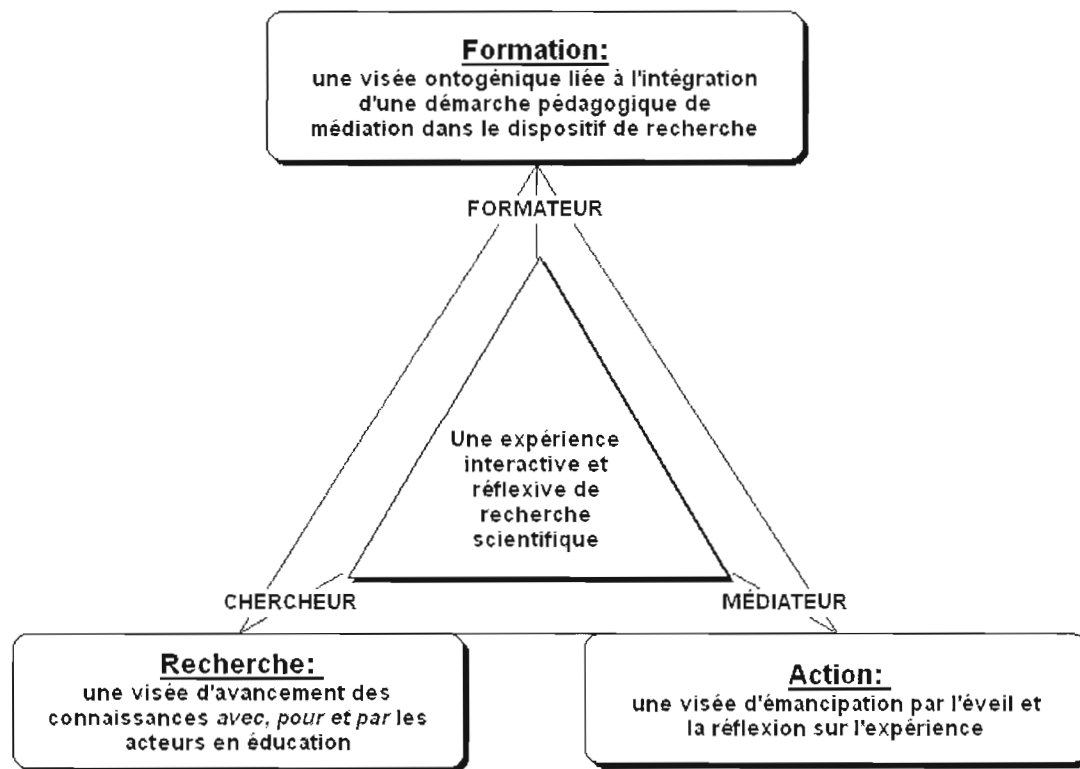 Formation:
une visée ontogénique liée à l'intégration
d'une démarche pédagogique de
médiation dans le dispositif de recherche
FORMATEUR
Une expérience
interactive et
réflexive de
recherche
scientifique
CHERCHEUR
MÉDIATEUR
Recherche:
une visée d'avancement des
connaissances avec, pour et par les
acteurs en éducation
Action:
une visée d'émancipation par l'éveil et
la réflexion sur l'expérience